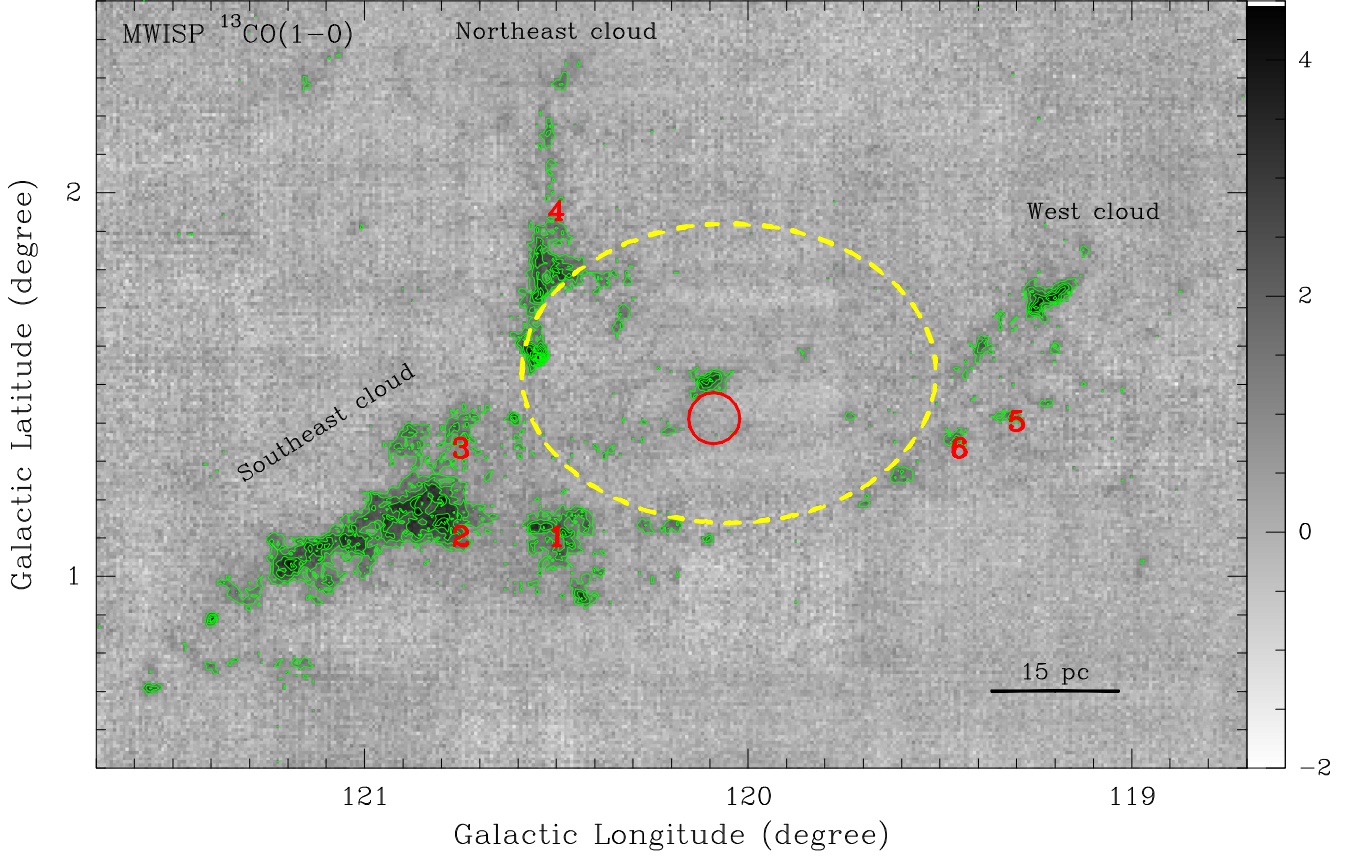 MWISP ¹³CO(1−0)
Northeast cloud
4
2
4
West cloud
2
5
3
6
Southeast cloud
2
1
0
1
15 pc
−2
121
120
119
Galactic Longitude (degree)
Galactic Latitude (degree)